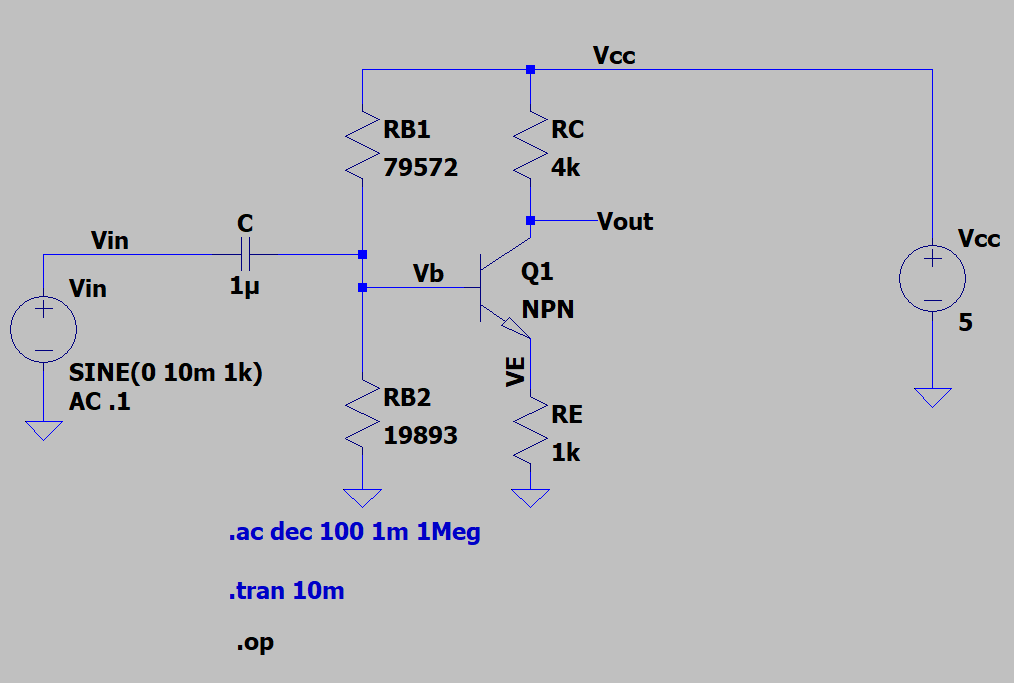 Vcc
RB1
79572
RC
4k
C
1µ
Vin
Vout
Vin
Vb
Q1
NPN
Vcc
5
SINE(0 10m 1k)
AC .1
VE
RB2
19893
RE
1k
.ac dec 100 1m 1Meg
.tran 10m
.op